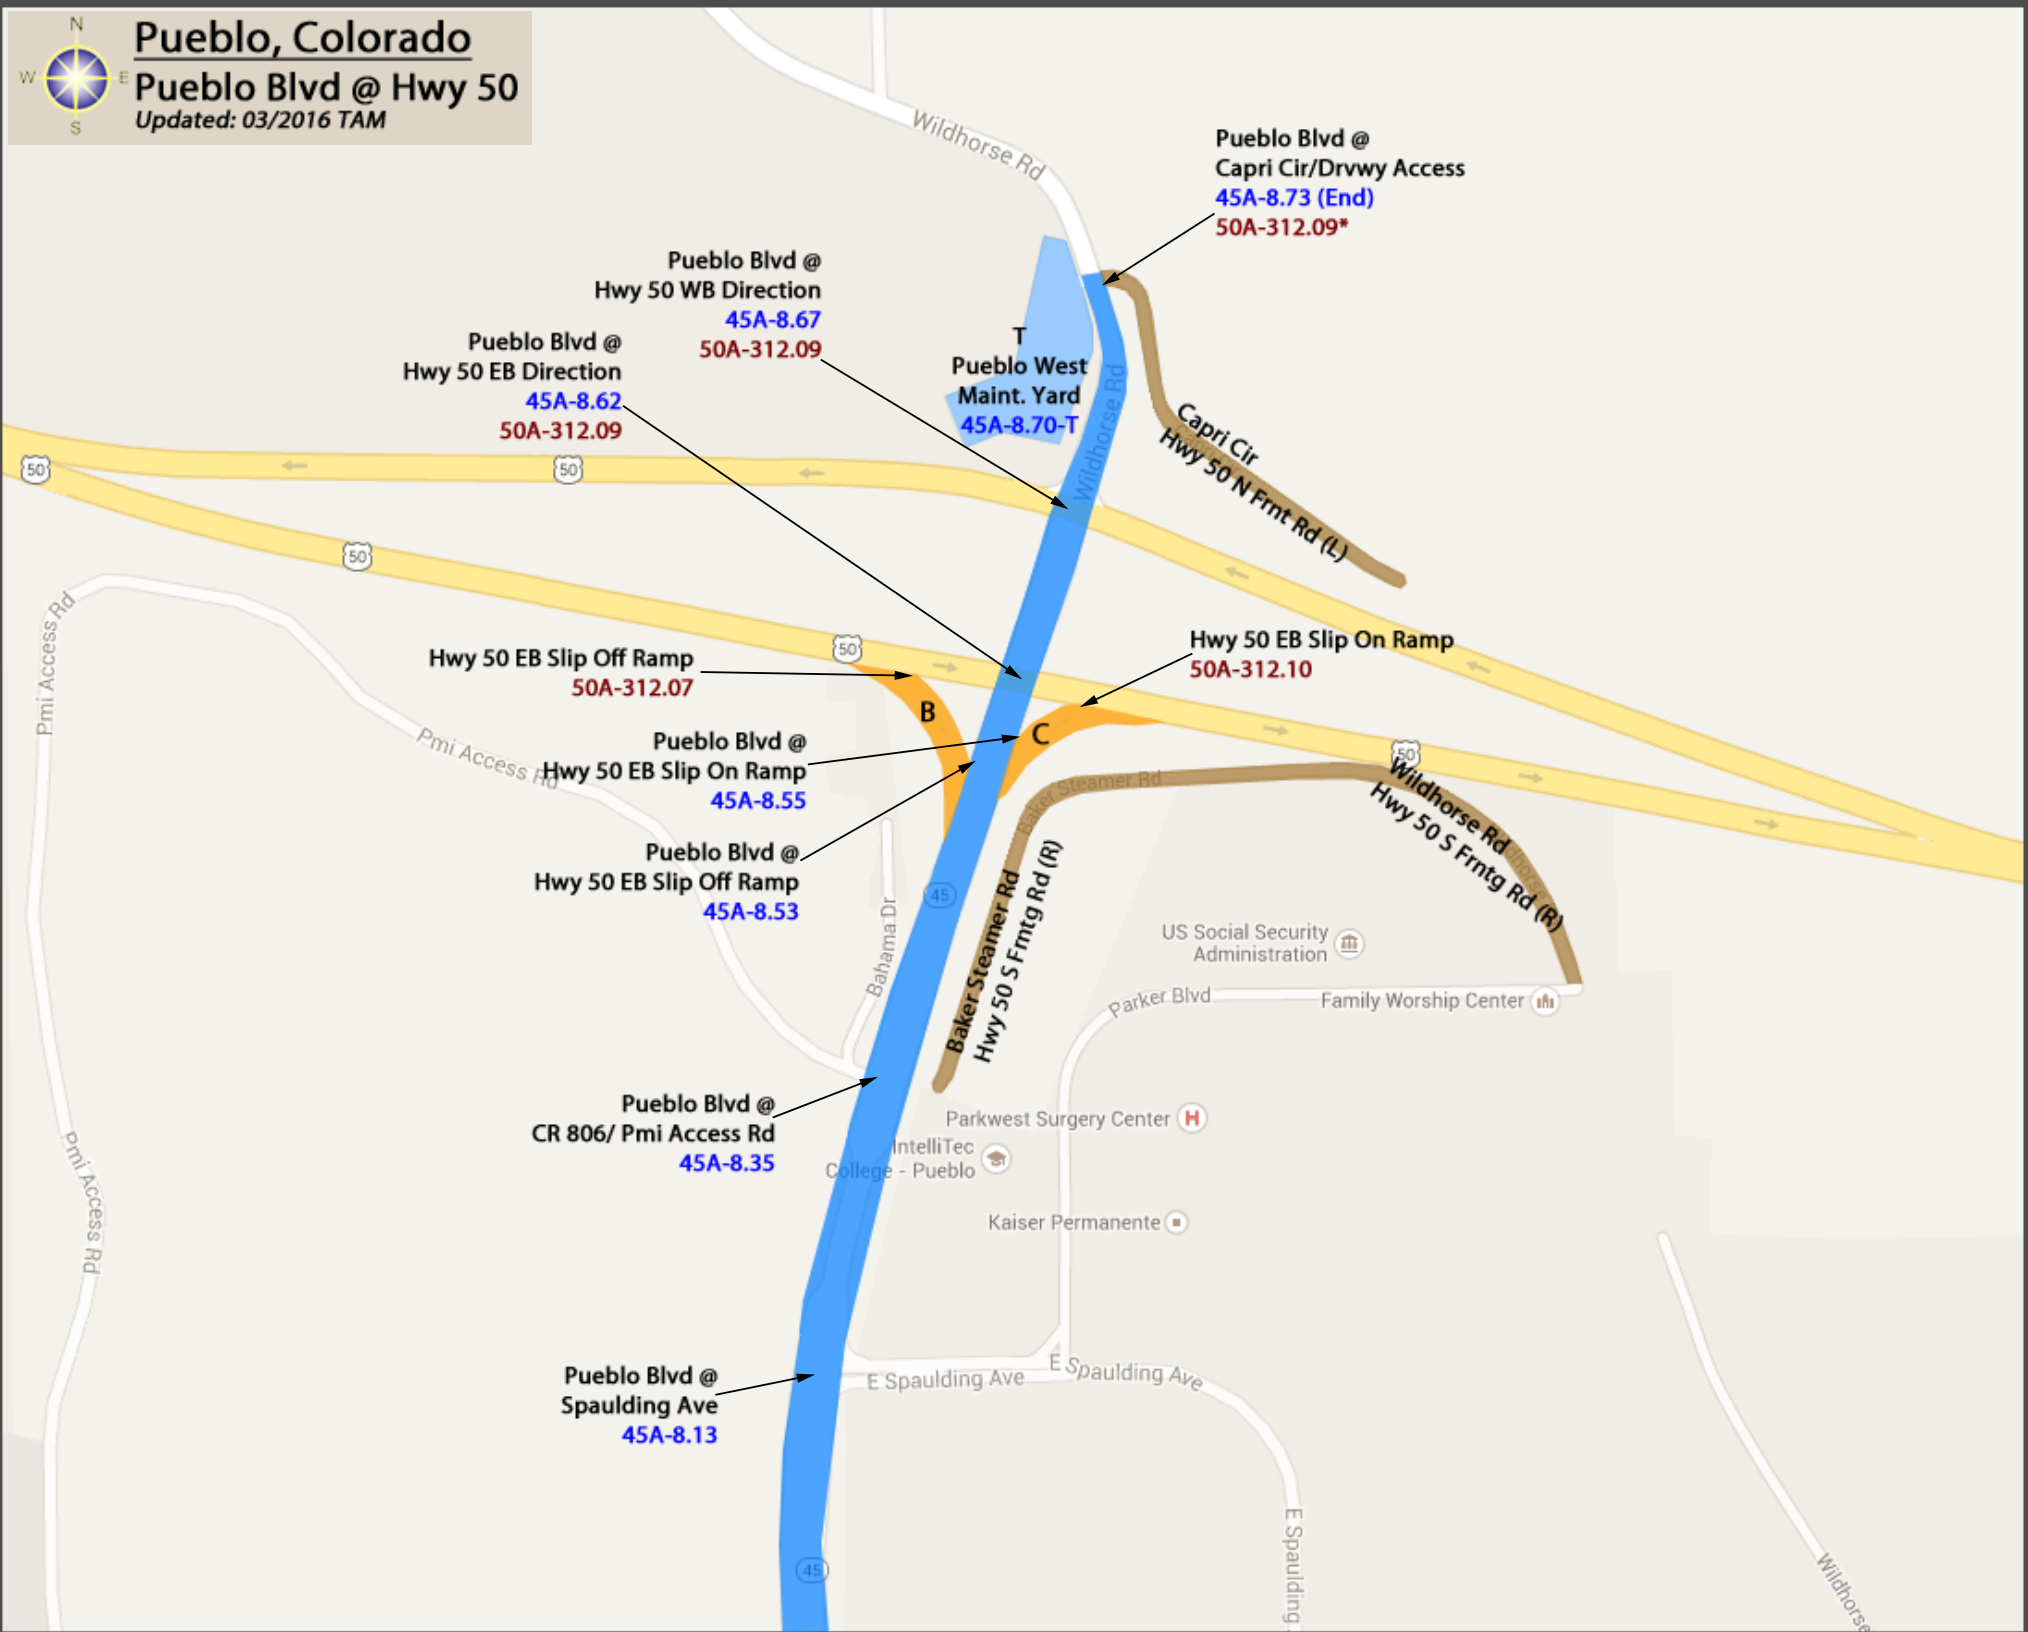 N
W
E
S
Pueblo, Colorado
Pueblo Blvd @ Hwy 50
Updated: 03/2016 TAM
Wildhorse Rd
Pueblo Blvd @
Capri Cir/Drvwy Access
45A-8.73 (End)
50A-312.09*
Pueblo Blvd @
Hwy 50 WB Direction
45A-8.67
50A-312.09
Pueblo Blvd @
Hwy 50 EB Direction
45A-8.62
50A-312.09
T
Pueblo West
Maint. Yard
45A-8.70-T
Wildhorse Rd
Capri Cir
Hwy 50 N Frnt Rd (L)
50
50
50
50
50
Pmi Access Rd
Pmi Access Rd
Pmi Access Rd
Hwy 50 EB Slip Off Ramp
50A-312.07
Hwy 50 EB Slip On Ramp
50A-312.10
B
C
Pueblo Blvd @
Hwy 50 EB Slip On Ramp
45A-8.55
Pueblo Blvd @
Hwy 50 EB Slip Off Ramp
45A-8.53
Baker Steamer Rd
Baker Steamer Rd
Hwy 50 S Frntg Rd (R)
Wildhorse Rd
Hwy 50 S Frntg Rd (R)
45
Bahama Dr
US Social Security
Administration
Parker Blvd
Family Worship Center
Pueblo Blvd @
CR 806/ Pmi Access Rd
45A-8.35
Parkwest Surgery Center
H
IntelliTec
College - Pueblo
Kaiser Permanente
Pueblo Blvd @
Spaulding Ave
45A-8.13
E Spaulding Ave
E Spaulding Ave
E Spaulding
Wildhorse
45